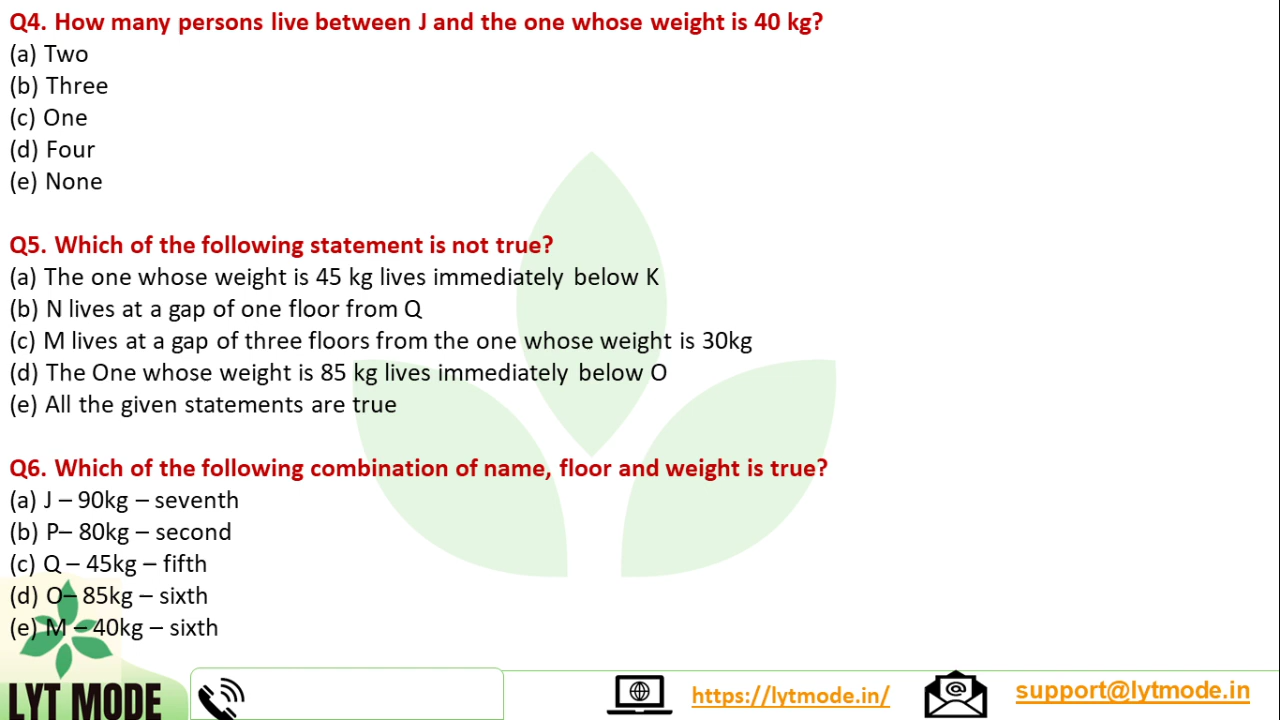 Q4. How many persons live between J and the one whose weight is 40 kg?
(a) Two
(b) Three
(c) One
(d) Four
(e) None
Q5. Which of the following statement is not true?
(a) The one whose weight is 45 kg lives immediately below K
(b) N lives at a gap of one floor from Q
(c) M lives at a gap of three floors from the one whose weight is 30kg
(d) The One whose weight is 85 kg lives immediately below O
(e) All the given statements are true
Q6. Which of the following combination of name, floor and weight is true?
(a) J – 90kg – seventh
(b) P– 80kg – second
(c) Q – 45kg – fifth
(d) O– 85kg – sixth
(e) M – 40kg – sixth
LYT MODE
https://lytmode.in/
support@lytmode.in